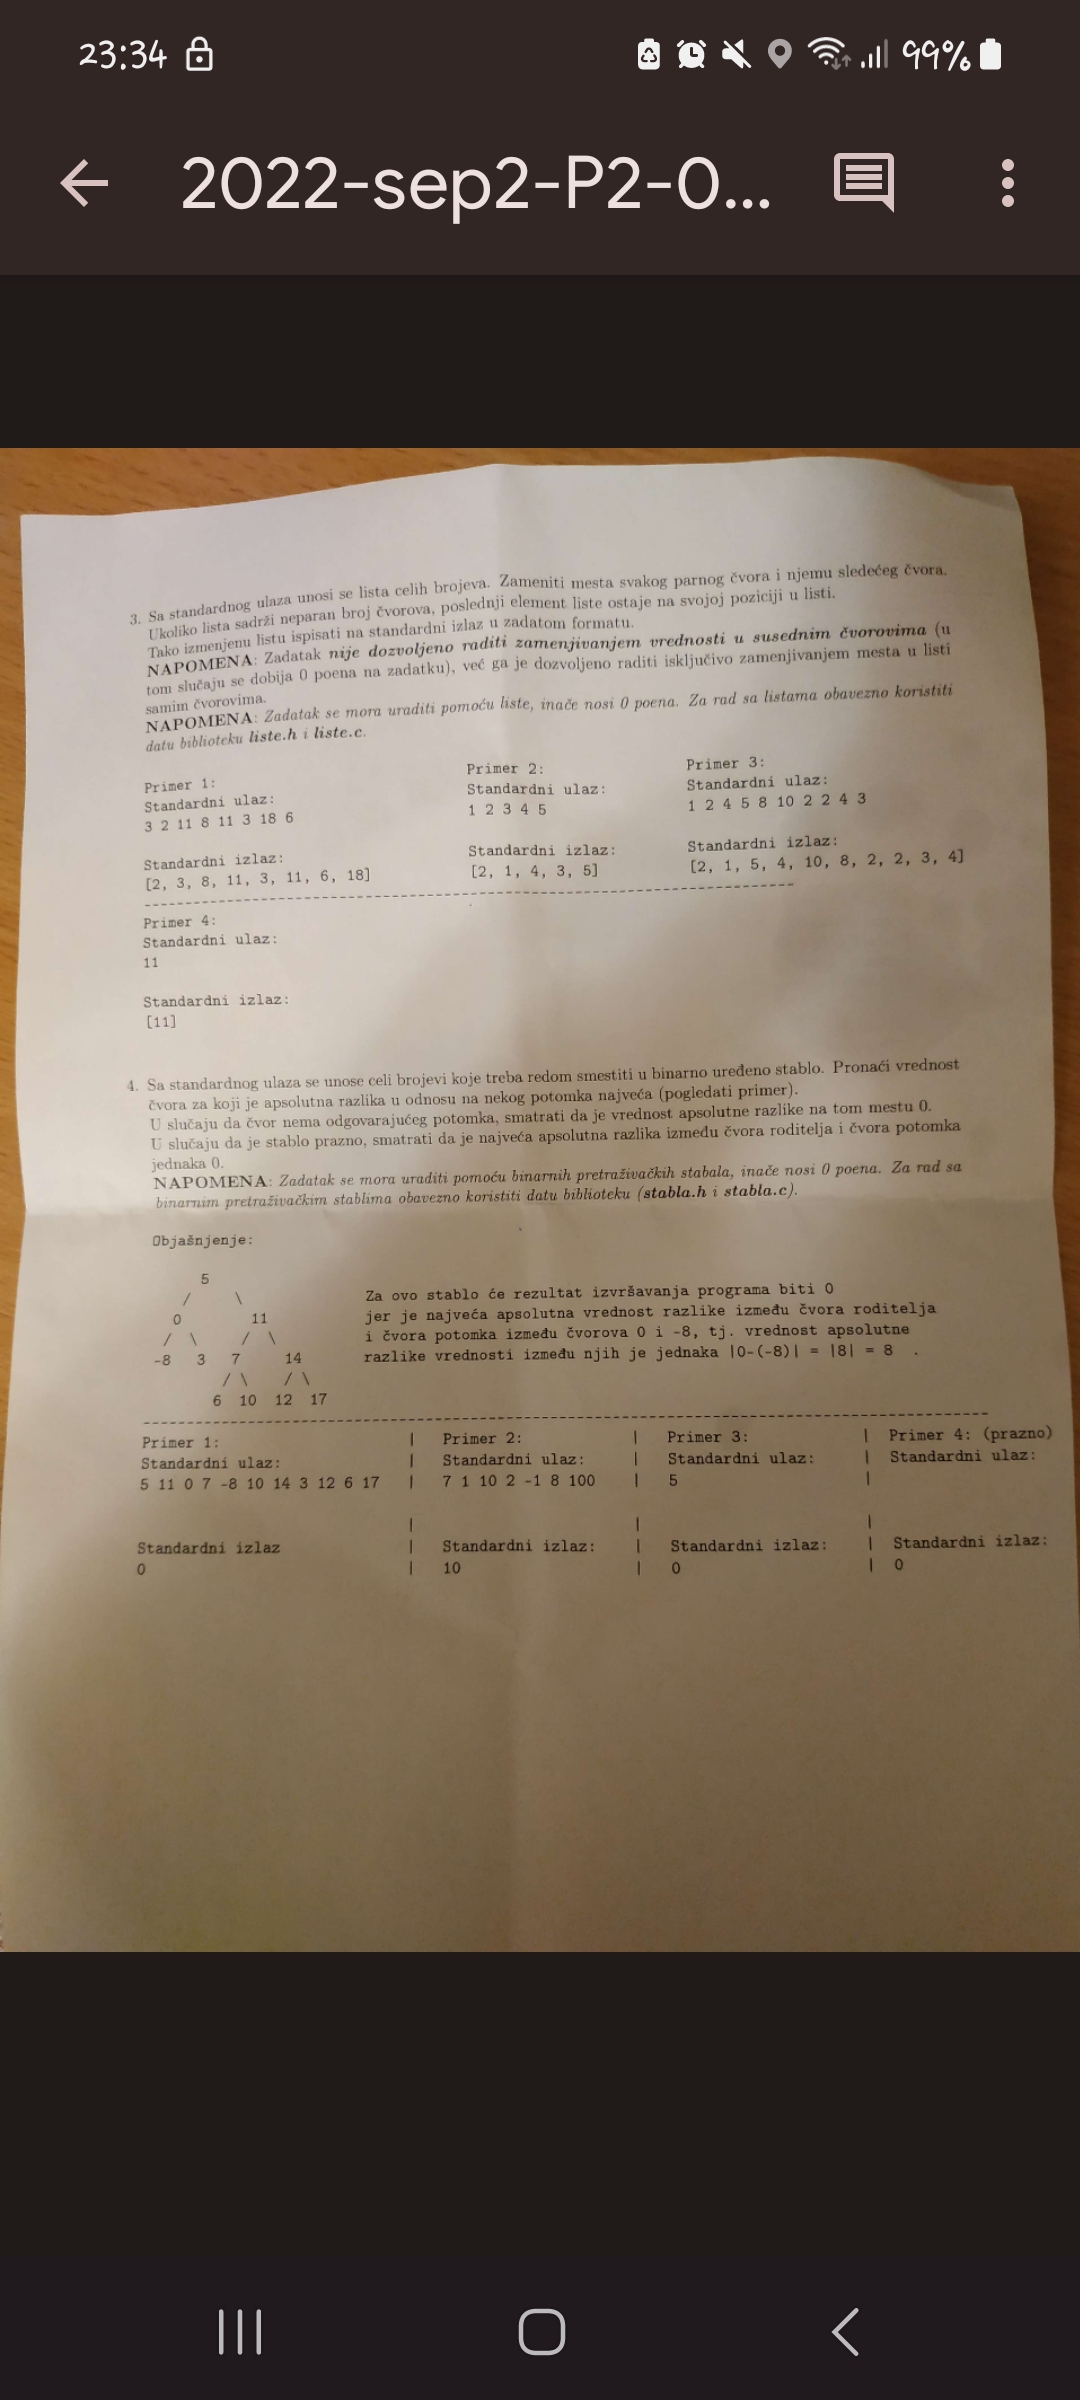 23:34
99%
2022-sep2-P2-0...
3. Sa standardnog ulaza unosi se lista celih brojeva. Zameniti mesta svakog parnog čvora i njemu sledećeg čvora.
Ukoliko lista sadrži neparan broj čvorova, poslednji element liste ostaje na svojoj poziciji u listi.
Tako izmenjenu listu ispisati na standardni izlaz u zadatom formatu.
NAPOMENA: Zadatak nije dozvoljeno raditi zamenjivanjem vrednosti u susednim čvorovima (u
tom slučaju se dobija 0 poena na zadatku), već ga je dozvoljeno raditi isključivo zamenjivanjem mesta u listi
samim čvorovima.
NAPOMENA: Zadatak se mora uraditi pomoću liste, inače nosi 0 poena. Za rad sa listama obavezno koristiti
datu biblioteku liste.h i liste.c.
Primer 1:
Standardni ulaz:
3 2 11 8 11 3 18 6
Standardni izlaz:
[2, 3, 8, 11, 3, 11, 6, 18]
Primer 2:
Standardni ulaz:
1 2 3 4 5
Standardni izlaz:
[2, 1, 4, 3, 5]
Primer 3:
Standardni ulaz:
1 2 4 5 8 10 2 2 4 3
Standardni izlaz:
[2, 1, 5, 4, 10, 8, 2, 2, 3, 4]
Primer 4:
Standardni ulaz:
11
Standardni izlaz:
[11]
4. Sa standardnog ulaza se unose celi brojevi koje treba redom smestiti u binarno uređeno stablo. Pronaći vrednost
čvora za koji je apsolutna razlika u odnosu na nekog potomka najveća (pogledati primer).
U slučaju da čvor nema odgovarajućeg potomka, smatrati da je vrednost apsolutne razlike na tom mestu 0.
U slučaju da je stablo prazno, smatrati da je najveća apsolutna razlika između čvora roditelja i čvora potomka
jednaka 0.
NAPOMENA: Zadatak se mora uraditi pomoću binarnih pretraživačkih stabala, inače nosi 0 poena. Za rad sa
binarnim pretraživačkim stablima obavezno koristiti datu biblioteku (stabla.h i stabla.c).
Objašnjenje:
5
/ \
0 11
/ \ / \
-8 3 7 14
/ \ / \
6 10 12 17
Za ovo stablo će rezultat izvršavanja programa biti 0
jer je najveća apsolutna vrednost razlike između čvora roditelja
i čvora potomka između čvorova 0 i -8, tj. vrednost apsolutne
razlike vrednosti između njih je jednaka |0-(-8)| = |8| = 8 .
Primer 1:
Standardni ulaz:
5 11 0 7 -8 10 14 3 12 6 17
Standardni izlaz
0
Primer 2:
Standardni ulaz:
7 1 10 2 -1 8 100
Standardni izlaz:
10
Primer 3:
Standardni ulaz:
5
Standardni izlaz:
0
Primer 4: (prazno)
Standardni ulaz:
Standardni izlaz:
0